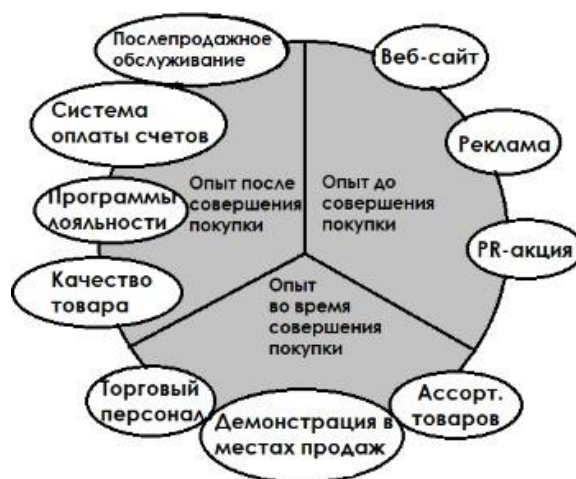 Послепродажное
обслуживание
Веб-сайт
Система
оплаты счетов
Реклама
Программы
лояльности
Опыт после
совершения
покупки
Опыт до
совершения
покупки
PR-акция
Качество
товара
Опыт
во время
совершения
покупки
Торговый
персонал
Демонстрация в
местах продаж
Ассорт.
товаров